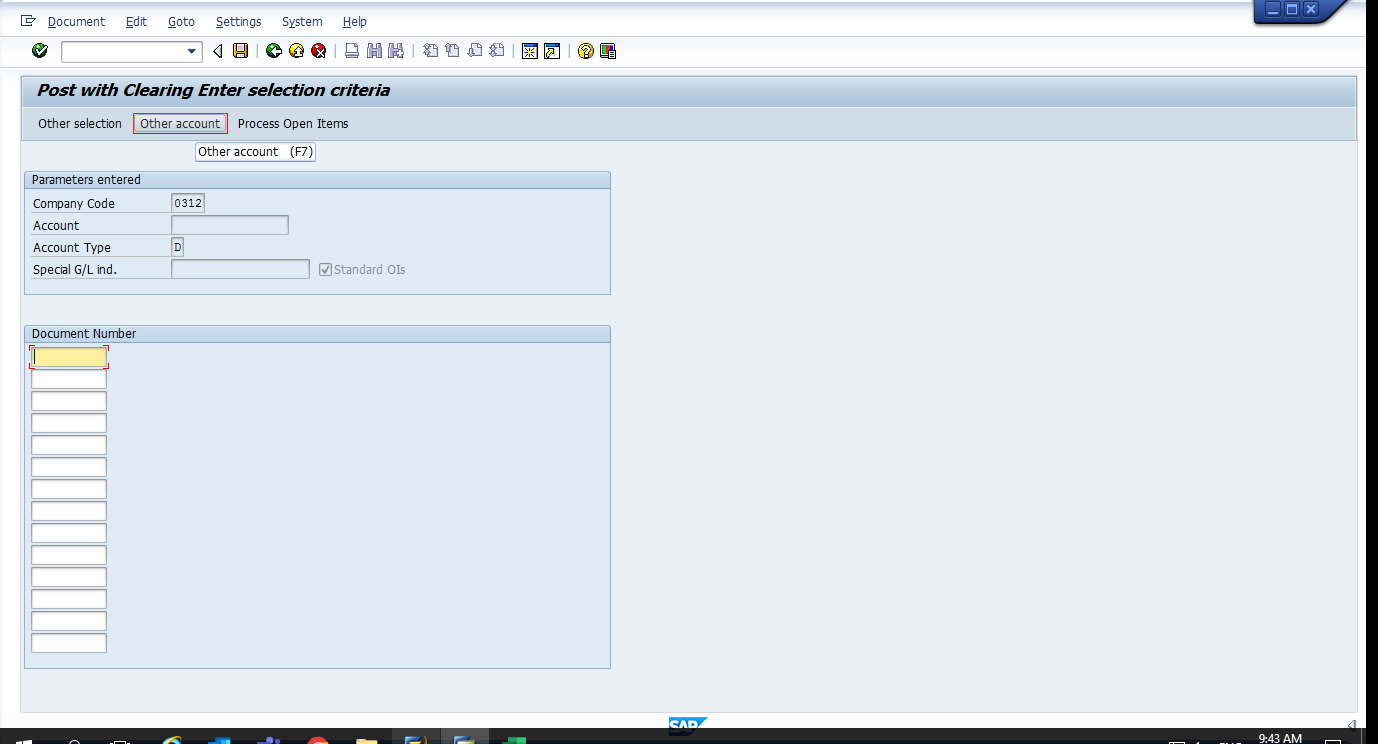 Document Edit Goto Settings System Help
Post with Clearing Enter selection criteria
Other selection Other account Process Open Items
Other account (F7)
Parameters entered
Company Code 0312
Account
Account Type D
Special G/L ind. Standard OIs
Document Number
SAP
9:43 AM